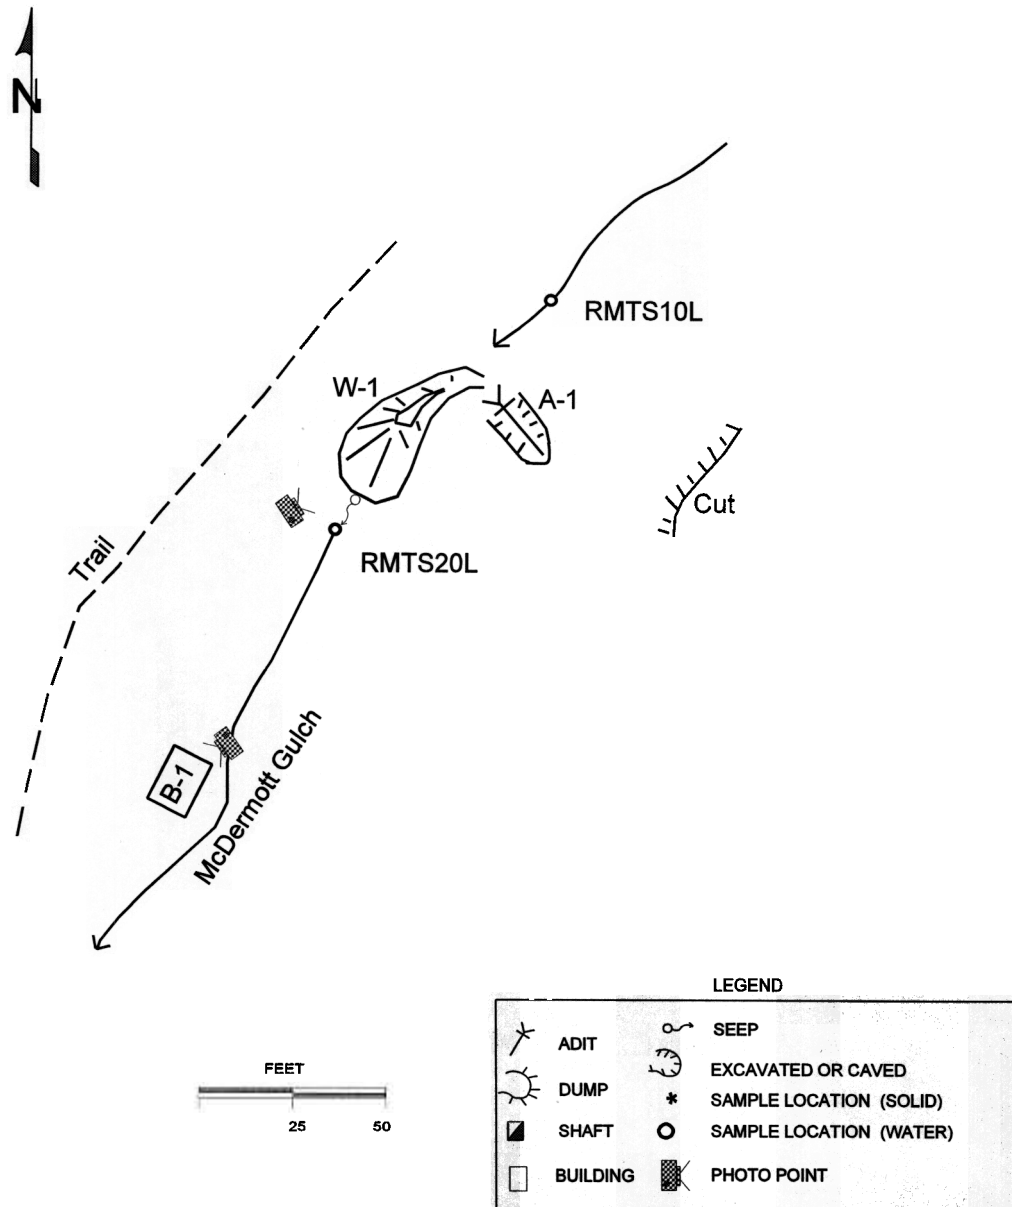 N
RMTS10L
W-1
A-1
Cut
RMTS20L
Trail
B-1
McDermott Gulch
LEGEND
ADIT
SEEP
DUMP
EXCAVATED OR CAVED
SAMPLE LOCATION (SOLID)
SHAFT
SAMPLE LOCATION (WATER)
BUILDING
PHOTO POINT
FEET
25 50